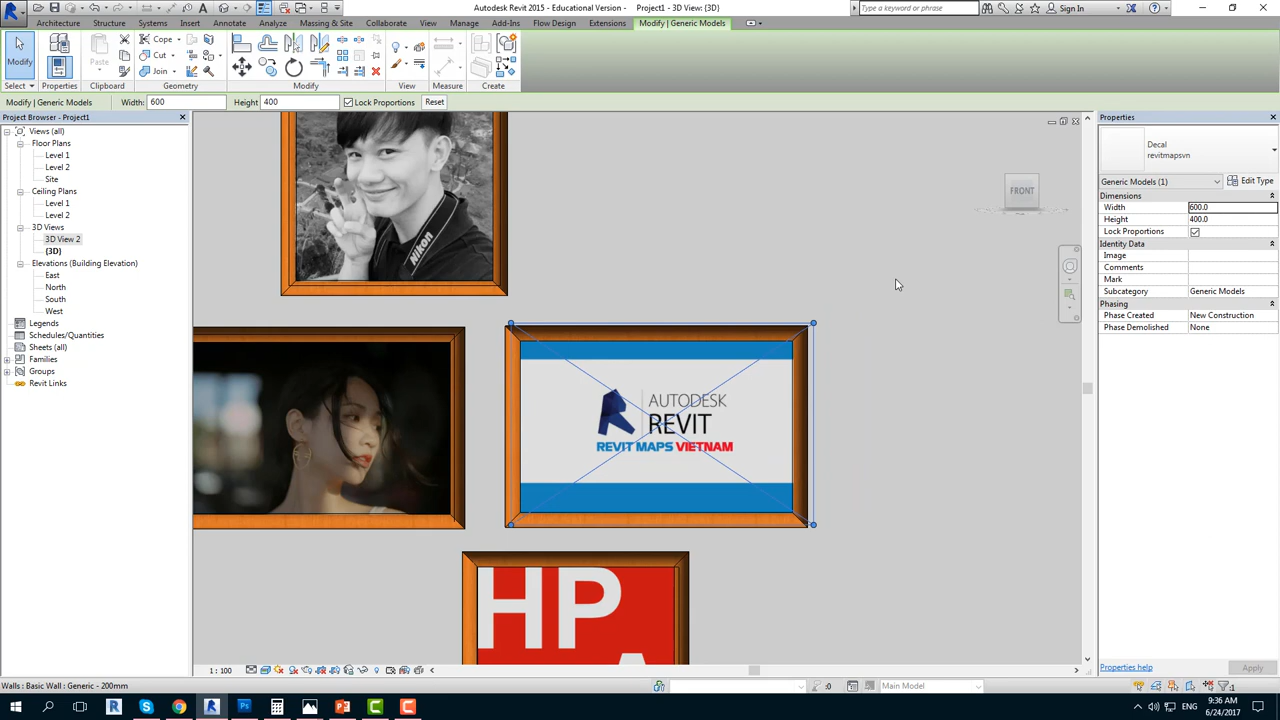 Autodesk Revit 2015 - Educational Version - Project1 - 3D View: {3D}
Type a keyword or phrase
Sign In
Architecture Structure Systems Insert Annotate Analyze Massing & Site Collaborate View Manage Add-Ins Flow Design Extensions Modify | Generic Models
Modify
Paste
Cope
Cut
Join
Select Properties Clipboard Geometry Modify View Measure Create
Modify | Generic Models Width: 600 Height 400 Lock Proportions Reset
Project Browser - Project1
Views (all)
Floor Plans
Level 1
Level 2
Site
Ceiling Plans
Level 1
Level 2
3D Views
3D View 2
{3D}
Elevations (Building Elevation)
East
North
South
West
Legends
Schedules/Quantities
Sheets (all)
Families
Groups
Revit Links
Nikon
FRONT
AUTODESK
REVIT
REVIT MAPS VIETNAM
HP
Properties
Decal
revitmapsvn
Generic Models (1) Edit Type
Dimensions
Width 600.0
Height 400.0
Lock Proportions
Identity Data
Image
Comments
Mark
Subcategory Generic Models
Phasing
Phase Created New Construction
Phase Demolished None
Properties help Apply
1 : 100
Walls : Basic Wall : Generic - 200mm
:0
Main Model
:1
ENG
9:36 AM
6/24/2017